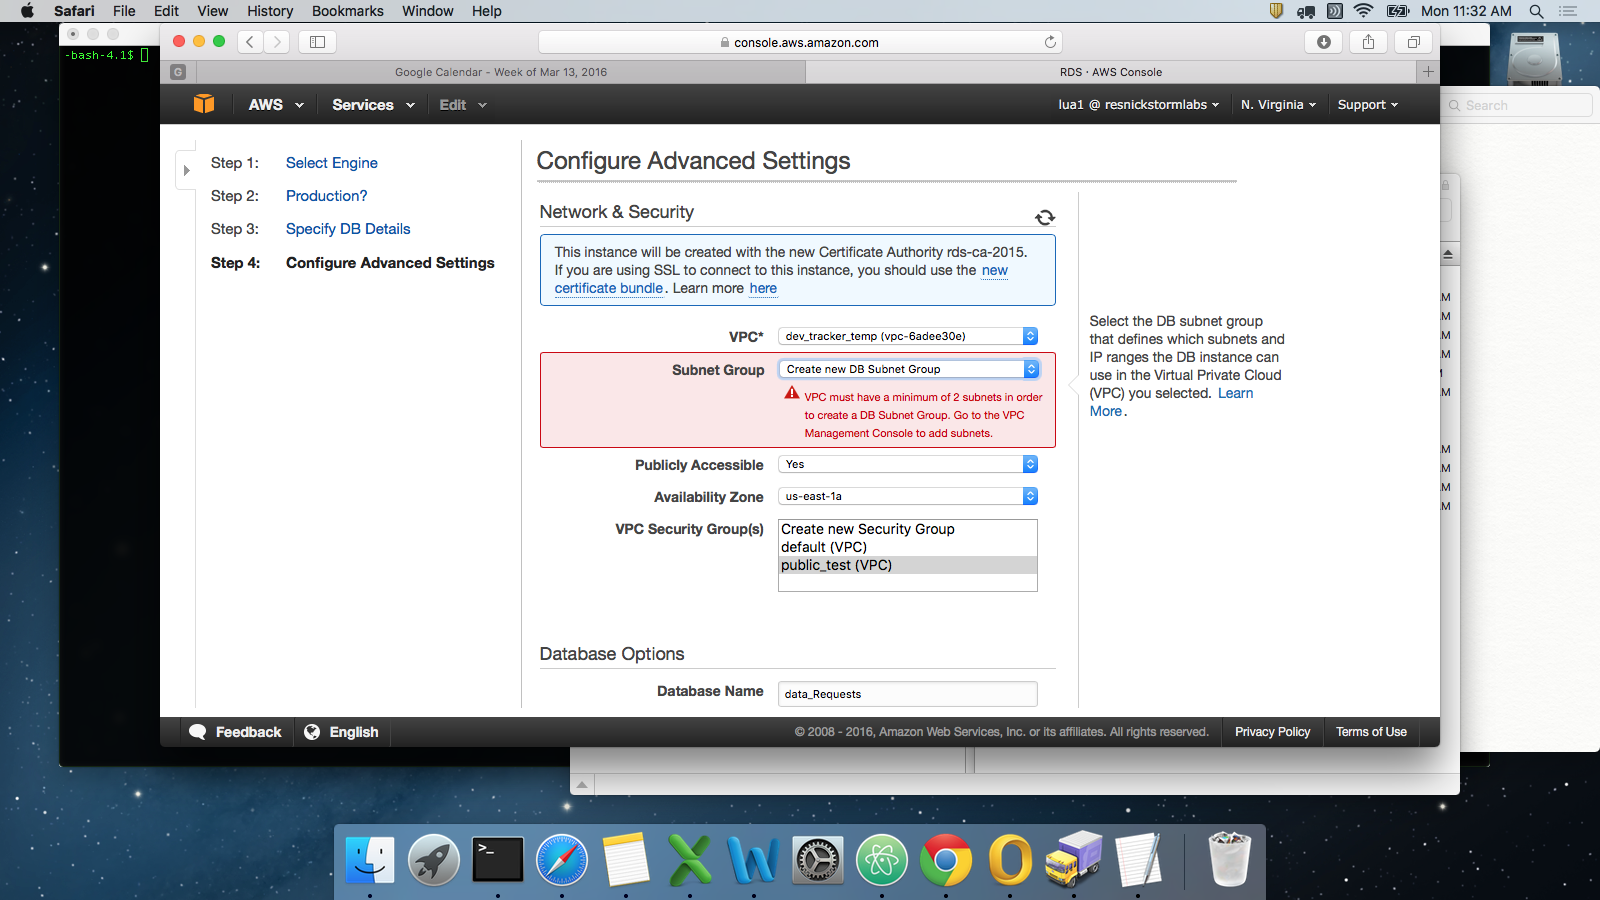 Safari File Edit View History Bookmarks Window Help
Mon 11:32 AM
-bash-4.1$
console.aws.amazon.com
G
Google Calendar - Week of Mar 13, 2016
RDS · AWS Console
Search
AWS Services Edit
lua1 @ resnickstormlabs N. Virginia Support
Step 1: Select Engine
Step 2: Production?
Step 3: Specify DB Details
Step 4: Configure Advanced Settings
Configure Advanced Settings
Network & Security
This instance will be created with the new Certificate Authority rds-ca-2015.
If you are using SSL to connect to this instance, you should use the new
certificate bundle. Learn more here
VPC* dev_tracker_temp (vpc-6adee30e)
Subnet Group Create new DB Subnet Group
VPC must have a minimum of 2 subnets in order
to create a DB Subnet Group. Go to the VPC
Management Console to add subnets.
Publicly Accessible Yes
Availability Zone us-east-1a
VPC Security Group(s) Create new Security Group
default (VPC)
public_test (VPC)
Select the DB subnet group
that defines which subnets and
IP ranges the DB instance can
use in the Virtual Private Cloud
(VPC) you selected. Learn
More.
Database Options
Database Name data_Requests
Feedback English
© 2008 - 2016, Amazon Web Services, Inc. or its affiliates. All rights reserved. Privacy Policy Terms of Use